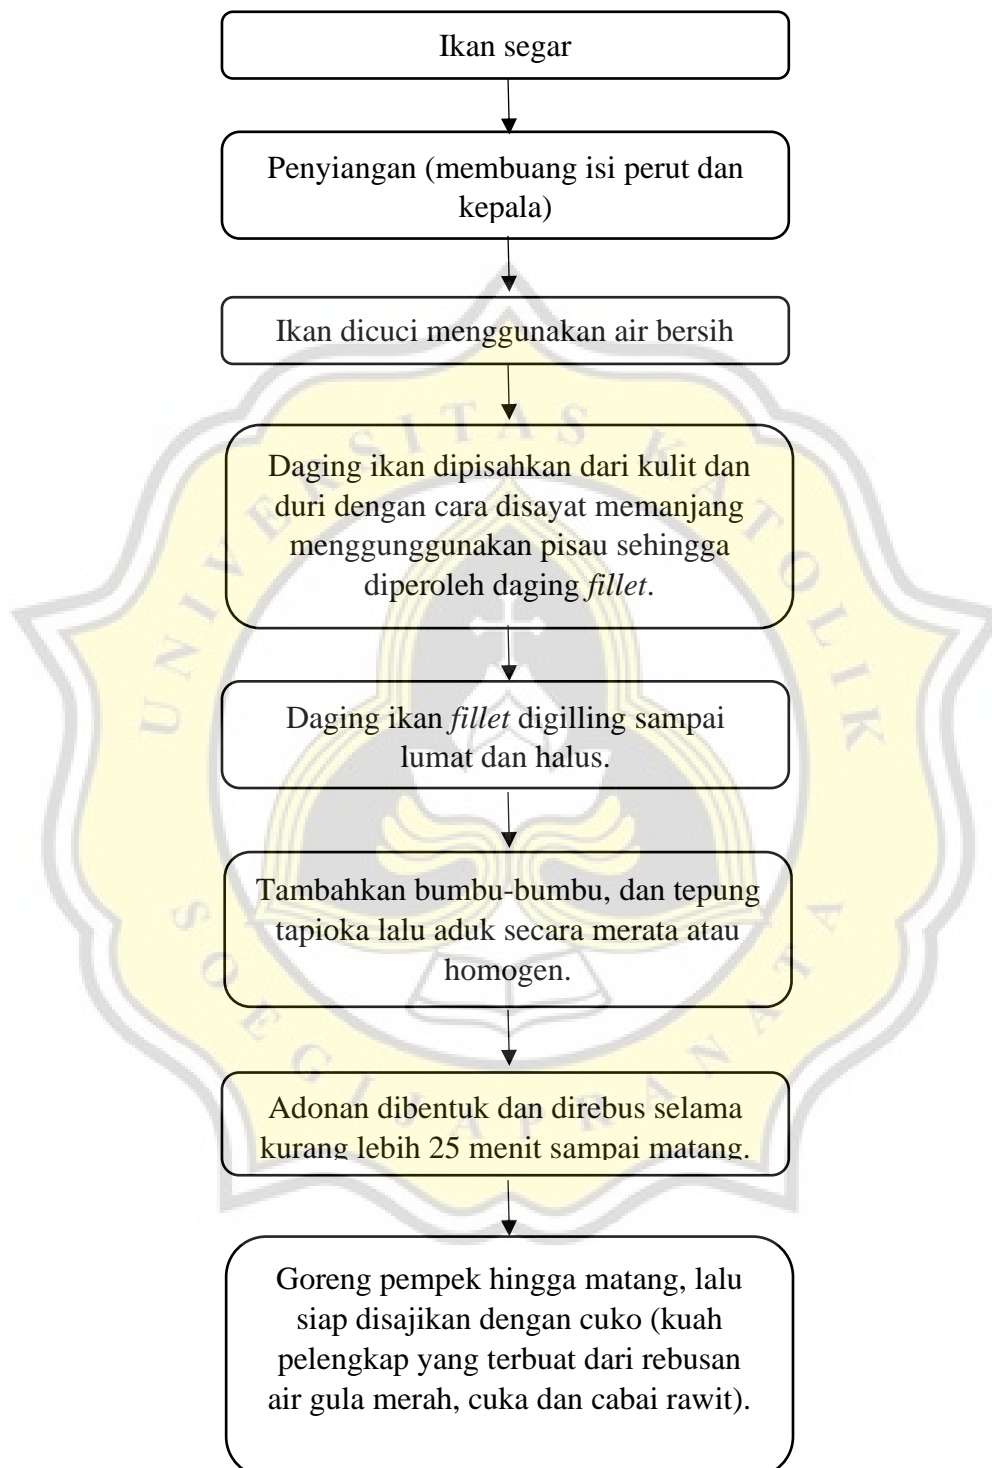 Ikan segar
Penyiangan (membuang isi perut dan
kepala)
Ikan dicuci menggunakan air bersih
Daging ikan dipisahkan dari kulit dan
duri dengan cara disayat memanjang
menggunggunakan pisau sehingga
diperoleh daging fillet.
Daging ikan fillet digilling sampai
lumat dan halus.
Tambahkan bumbu-bumbu, dan tepung
tapioka lalu aduk secara merata atau
homogen.
Adonan dibentuk dan direbus selama
kurang lebih 25 menit sampai matang.
Goreng pempek hingga matang, lalu
siap disajikan dengan cuko (kuah
pelengkap yang terbuat dari rebusan
air gula merah, cuka dan cabai rawit).
UNIVERSITAS KATOLIK
SOEGIJAPRANATA